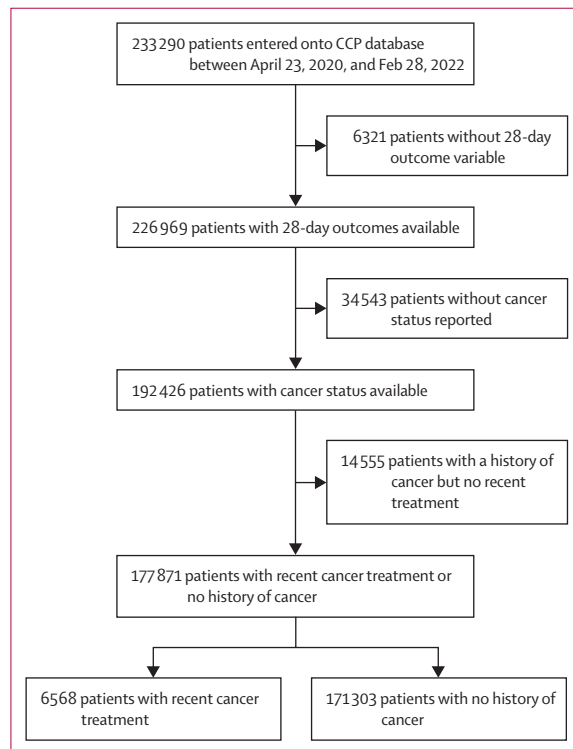 233 290 patients entered onto CCP database
between April 23, 2020, and Feb 28, 2022
6321 patients without 28-day
outcome variable
226 969 patients with 28-day outcomes available
34 543 patients without cancer
status reported
192 426 patients with cancer status available
14 555 patients with a history of
cancer but no recent
treatment
177 871 patients with recent cancer treatment or
no history of cancer
6568 patients with recent cancer
treatment
171 303 patients with no history of
cancer